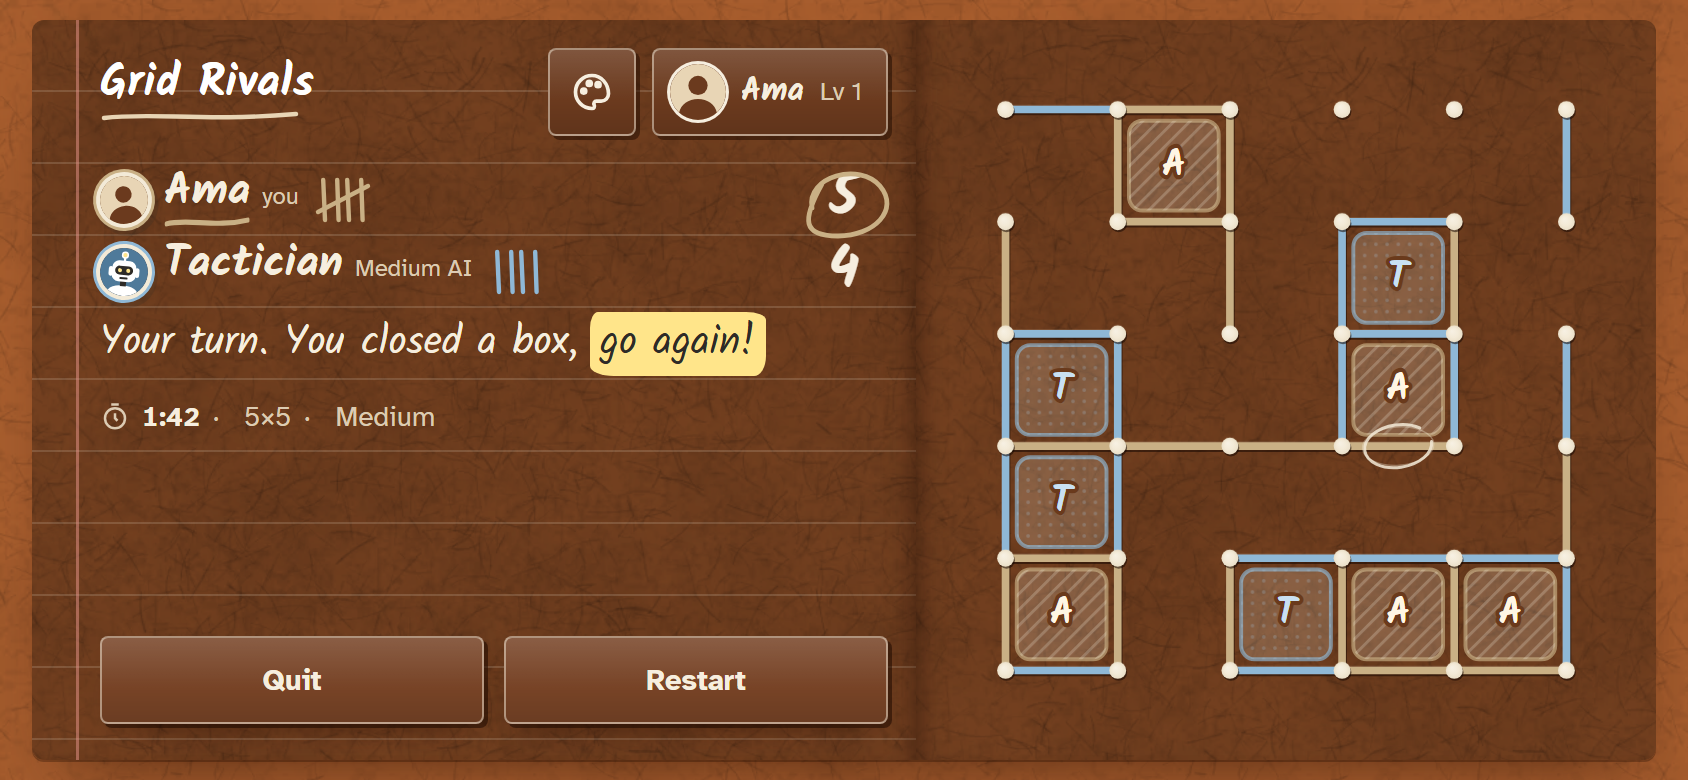 Grid Rivals
Ama Lv 1
Ama you 5
Tactician Medium AI 4
Your turn. You closed a box, go again!
1:42 · 5×5 · Medium
Quit Restart
A
T
T A
T
A T A A